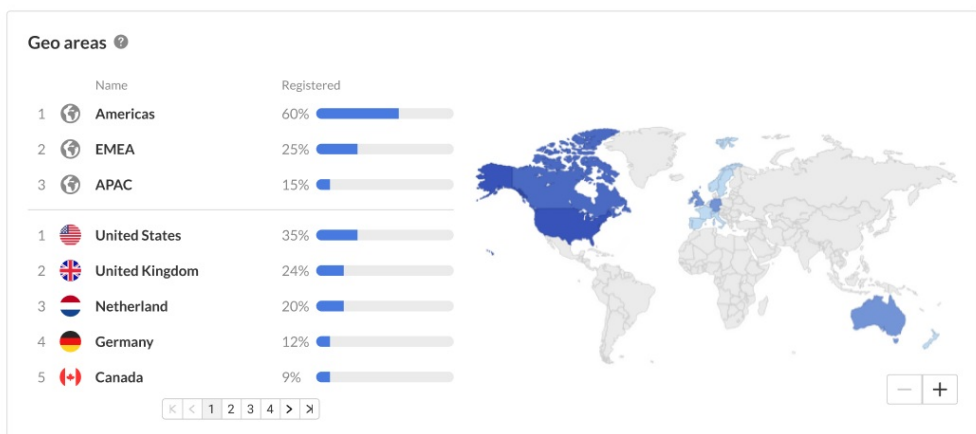 Geo areas ?
Name Registered
1 Americas 60%
2 EMEA 25%
3 APAC 15%
1 United States 35%
2 United Kingdom 24%
3 Netherland 20%
4 Germany 12%
5 Canada 9%
K < 1 2 3 4 > >|
− +